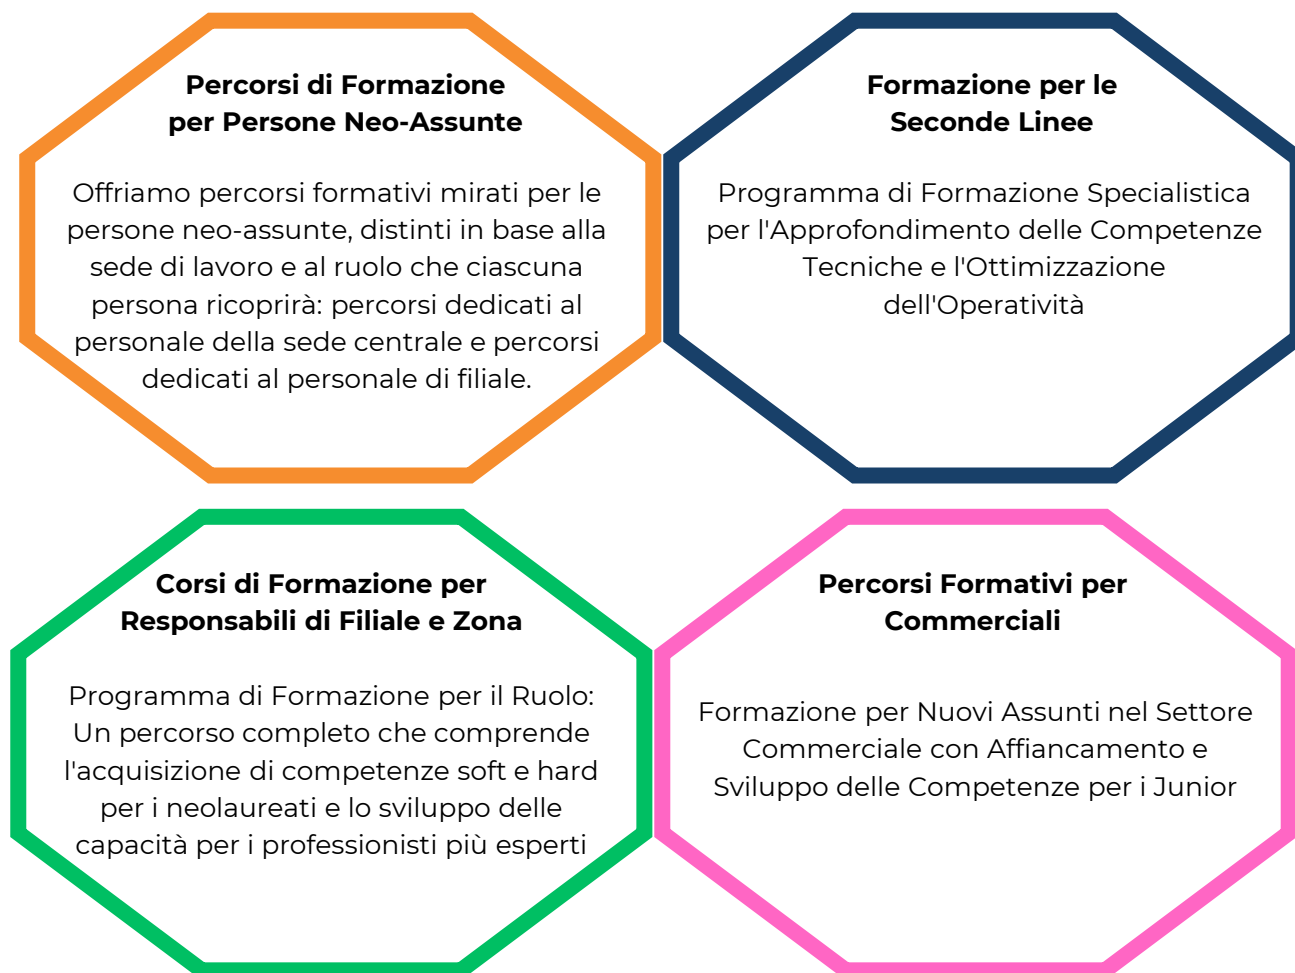 Percorsi di Formazione
per Persone Neo-Assunte
Offriamo percorsi formativi mirati per le
persone neo-assunte, distinti in base alla
sede di lavoro e al ruolo che ciascuna
persona ricoprirà: percorsi dedicati al
personale della sede centrale e percorsi
dedicati al personale di filiale.
Formazione per le
Seconde Linee
Programma di Formazione Specialistica
per l'Approfondimento delle Competenze
Tecniche e l'Ottimizzazione
dell'Operatività
Corsi di Formazione per
Responsabili di Filiale e Zona
Programma di Formazione per il Ruolo:
Un percorso completo che comprende
l'acquisizione di competenze soft e hard
per i neolaureati e lo sviluppo delle
capacità per i professionisti più esperti
Percorsi Formativi per
Commerciali
Formazione per Nuovi Assunti nel Settore
Commerciale con Affiancamento e
Sviluppo delle Competenze per i Junior